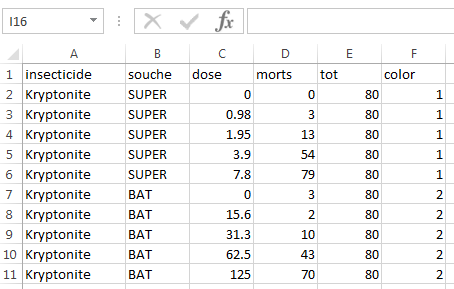 I16 fx
A B C D E F
1 insecticide souche dose morts tot color
2 Kryptonite SUPER 0 0 80 1
3 Kryptonite SUPER 0.98 3 80 1
4 Kryptonite SUPER 1.95 13 80 1
5 Kryptonite SUPER 3.9 54 80 1
6 Kryptonite SUPER 7.8 79 80 1
7 Kryptonite BAT 0 3 80 2
8 Kryptonite BAT 15.6 2 80 2
9 Kryptonite BAT 31.3 10 80 2
10 Kryptonite BAT 62.5 43 80 2
11 Kryptonite BAT 125 70 80 2